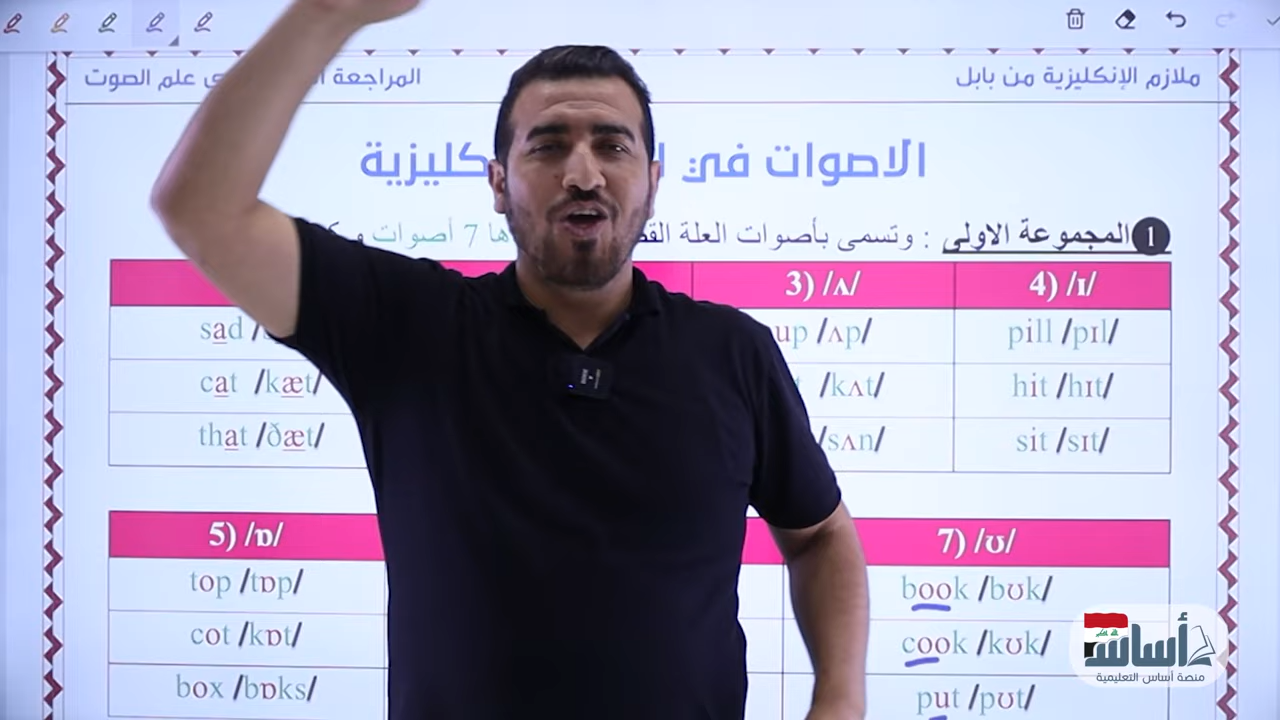 ملازم الإنكليزية من بابل
المراجعة علم الصوت
الاصوات في كليزية
1 المجموعة الاولى : وتسمى بأصوات العلة ها 7 أصوات
3) /ʌ/ 4) /ɪ/
sad up /ʌp/ pill /pɪl/
cat /kæt/ /kʌt/ hit /hɪt/
that /ðæt/ /sʌn/ sit /sɪt/
5) /ɒ/ 7) /ʊ/
top /tɒp/ book /bʊk/
cot /kɒt/ cook /kʊk/
box /bɒks/ put /pʊt/
أساس
منصة أساس التعليمية